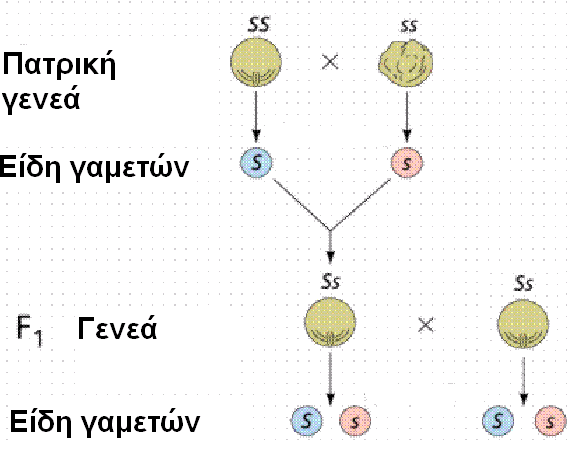 SS ss
Πατρική ×
γενεά
Είδη γαμετών S s
Ss Ss
F₁ Γενεά ×
Είδη γαμετών S s S s